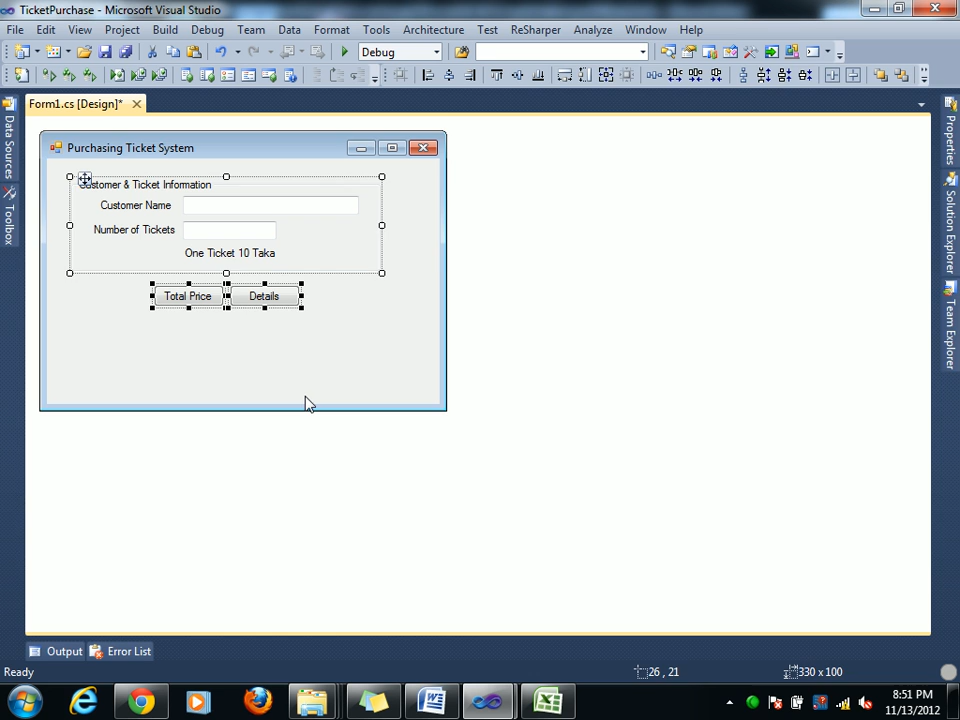 TicketPurchase - Microsoft Visual Studio
File Edit View Project Build Debug Team Data Format Tools Architecture Test ReSharper Analyze Window Help
Debug
Form1.cs [Design]*
Data Sources
Toolbox
Properties
Solution Explorer
Team Explorer
Purchasing Ticket System
Customer & Ticket Information
Customer Name
Number of Tickets
One Ticket 10 Taka
Total Price Details
Output Error List
Ready 26 , 21 330 x 100
8:51 PM
11/13/2012